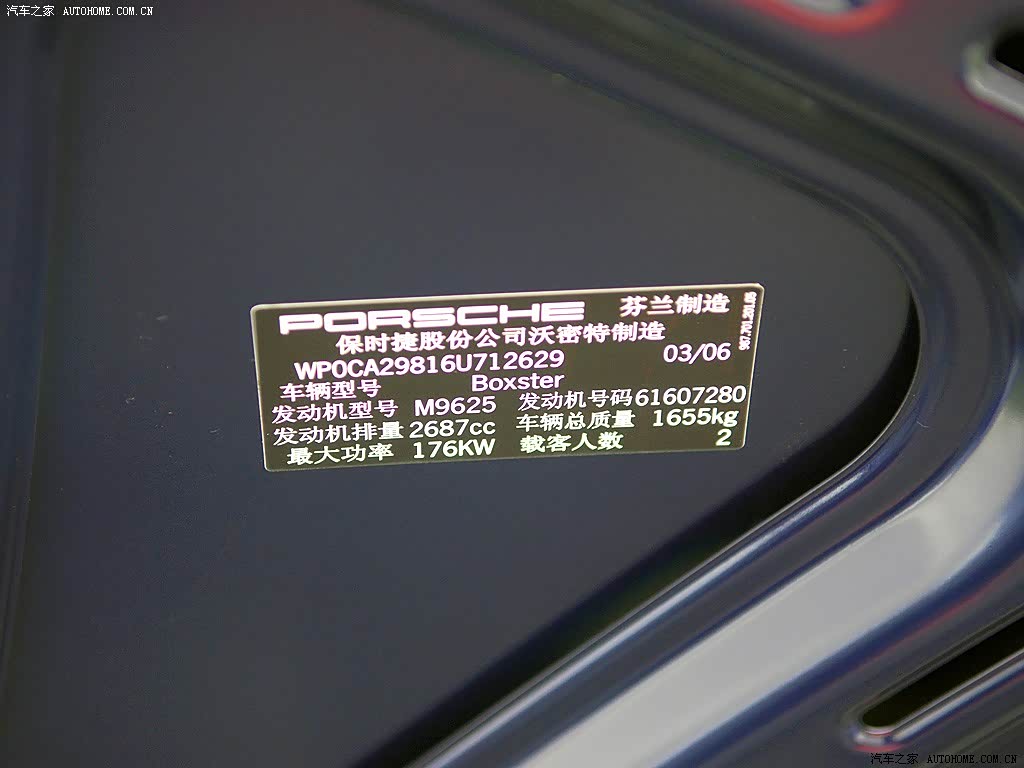 汽车之家 AUTOHOME.COM.CN
PORSCHE 芬兰制造
保时捷股份公司沃密特制造
WP0CA29816U712629 03/06
车辆型号 Boxster
发动机型号 M9625 发动机号码 61607280
发动机排量 2687cc 车辆总质量 1655kg
最大功率 176KW 载客人数 2
汽车之家 AUTOHOME.COM.CN